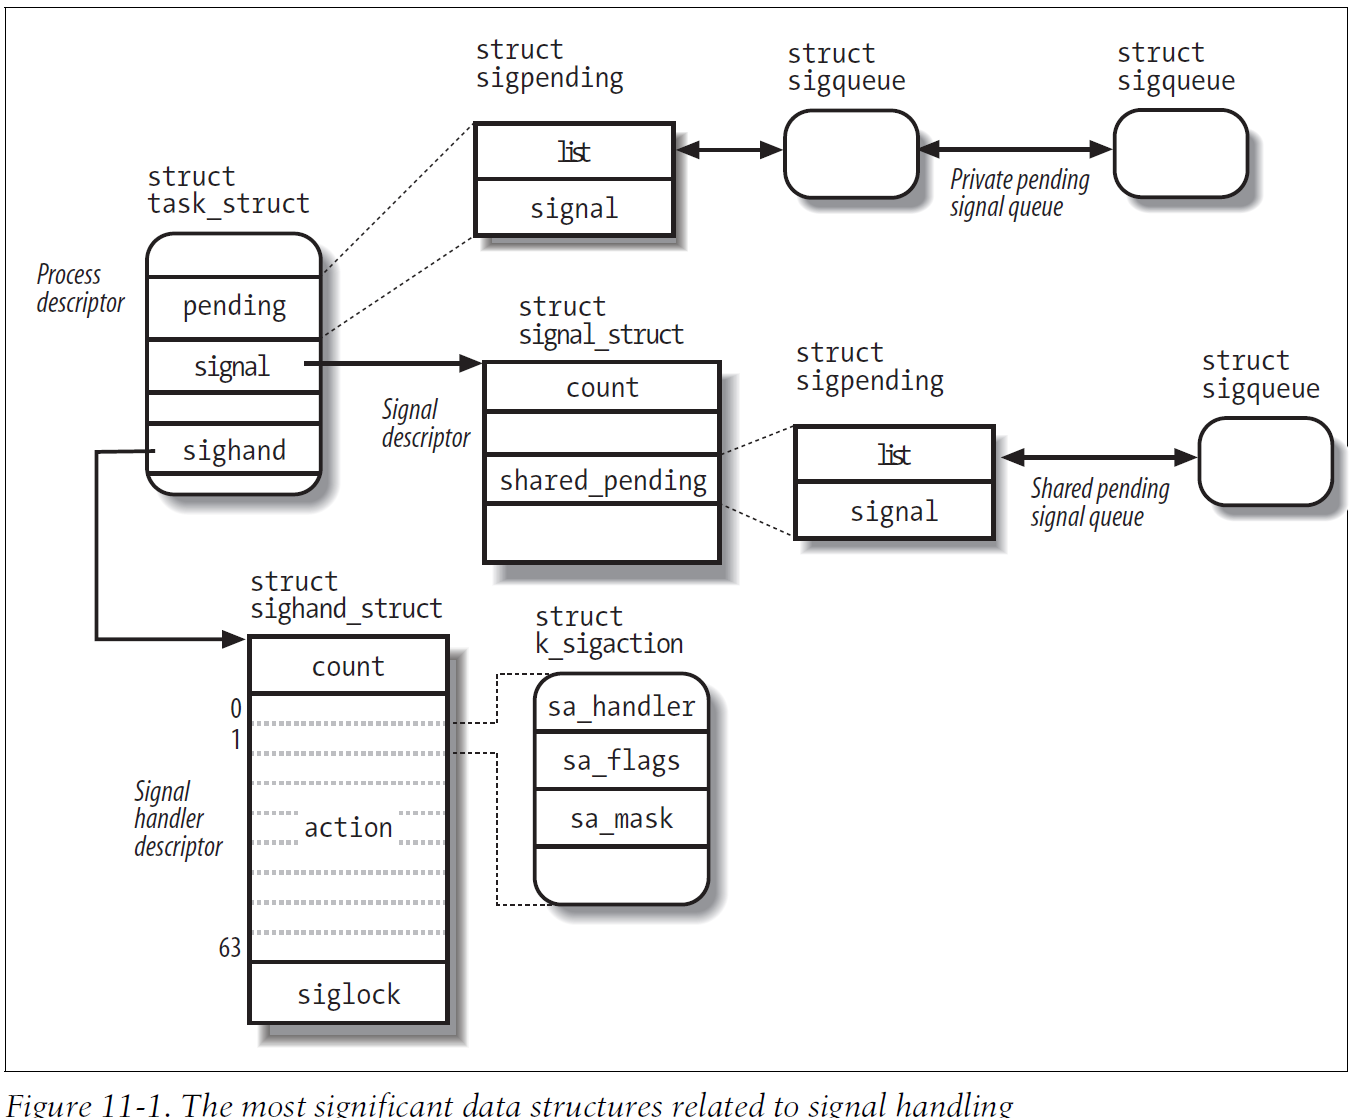 struct
sigpending
struct
sigqueue
struct
sigqueue
list
signal
Private pending
signal queue
struct
task_struct
Process
descriptor
pending
signal
sighand
struct
signal_struct
Signal
descriptor
count
shared_pending
struct
sigpending
list
signal
struct
sigqueue
Shared pending
signal queue
struct
sighand_struct
count
0
1
Signal
handler
descriptor
action
63
siglock
struct
k_sigaction
sa_handler
sa_flags
sa_mask
Figure 11-1. The most significant data structures related to signal handling